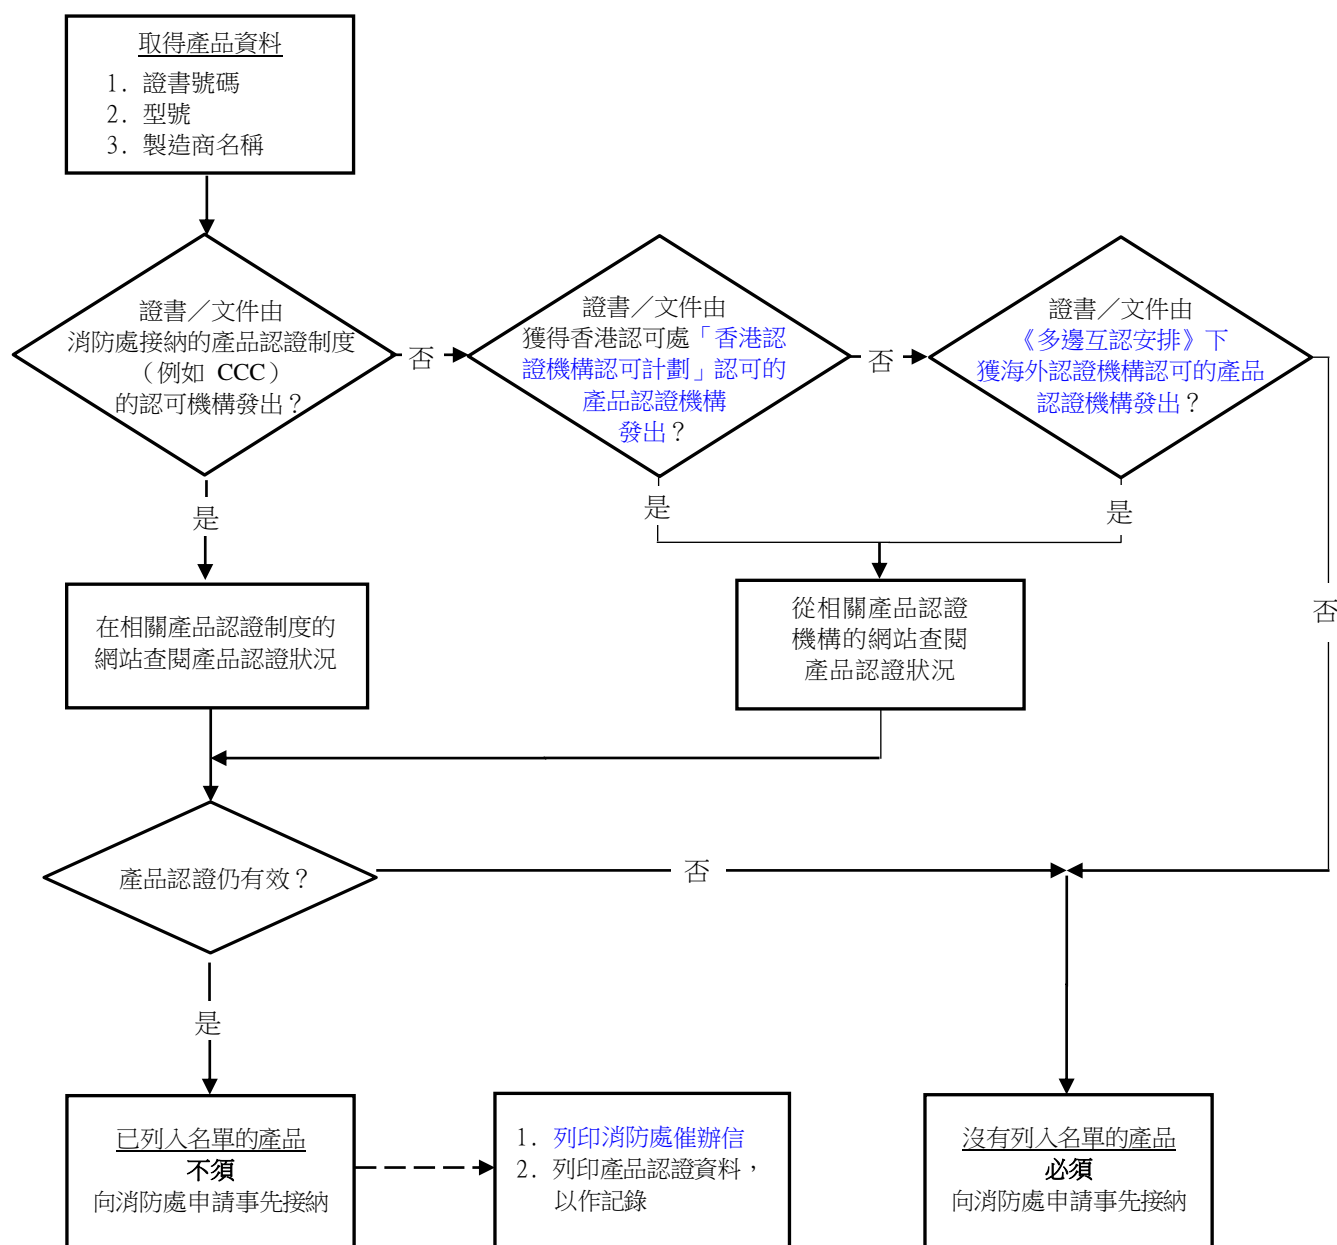 取得產品資料
1. 證書號碼
2. 型號
3. 製造商名稱
證書／文件由
消防處接納的產品認證制度
（例如 CCC）
的認可機構發出？
否
證書／文件由
獲得香港認可處「香港認
證機構認可計劃」認可的
產品認證機構
發出？
否
證書／文件由
《多邊互認安排》下
獲海外認證機構認可的產品
認證機構發出？
是
是
是
否
在相關產品認證制度的
網站查閱產品認證狀況
從相關產品認證
機構的網站查閱
產品認證狀況
產品認證仍有效？
否
是
已列入名單的產品
不須
向消防處申請事先接納
1. 列印消防處催辦信
2. 列印產品認證資料，
以作記錄
沒有列入名單的產品
必須
向消防處申請事先接納